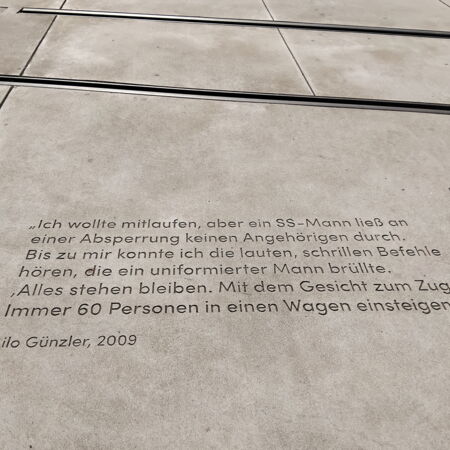 „Ich wollte mitlaufen, aber ein SS-Mann ließ an
einer Absperrung keinen Angehörigen durch.
Bis zu mir konnte ich die lauten, schrillen Befehle
hören, die ein uniformierter Mann brüllte.
‚Alles stehen bleiben. Mit dem Gesicht zum Zug
Immer 60 Personen in einen Wagen einsteigen
ilo Günzler, 2009